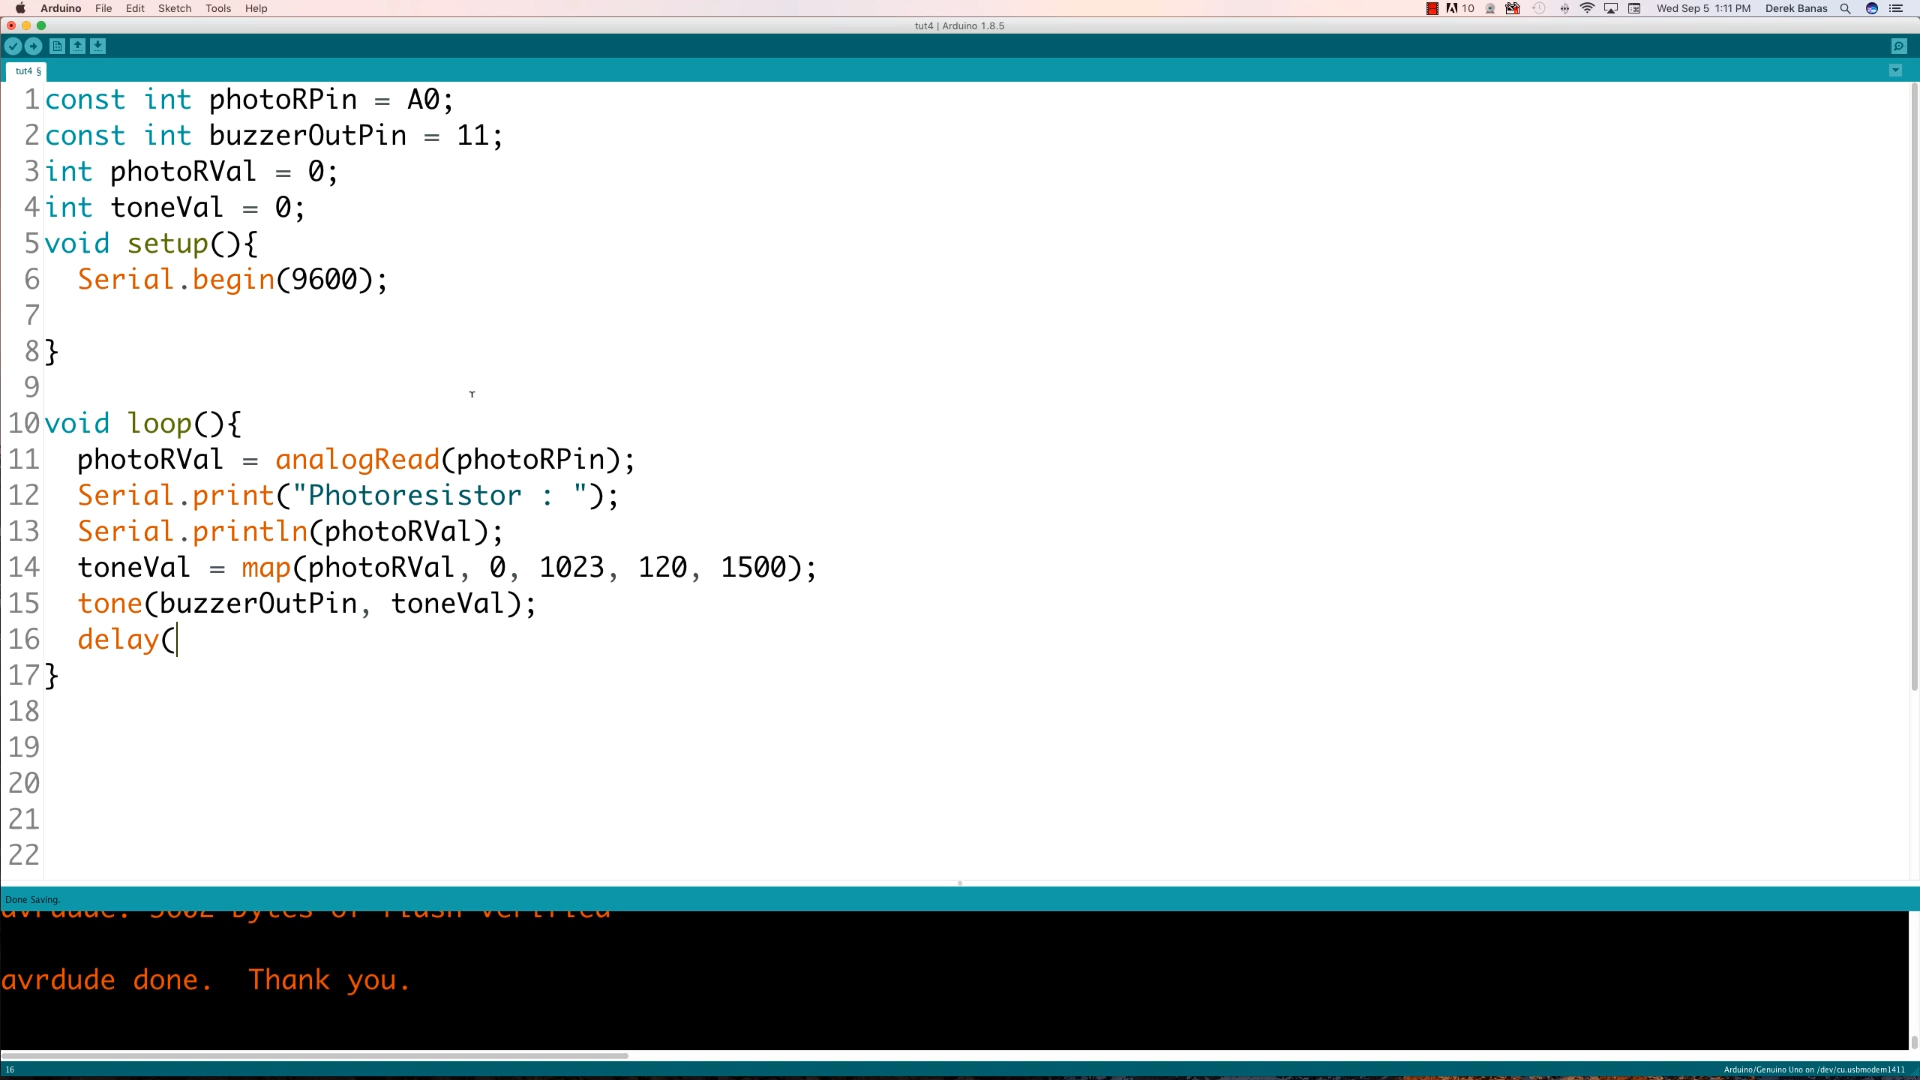 Arduino File Edit Sketch Tools Help 10 Wed Sep 5 1:11 PM Derek Banas
tut4 | Arduino 1.8.5
tut4 §
1 const int photoRPin = A0;
2 const int buzzerOutPin = 11;
3 int photoRVal = 0;
4 int toneVal = 0;
5 void setup(){
6 Serial.begin(9600);
7
8 }
9
10 void loop(){
11 photoRVal = analogRead(photoRPin);
12 Serial.print("Photoresistor : ");
13 Serial.println(photoRVal);
14 toneVal = map(photoRVal, 0, 1023, 120, 1500);
15 tone(buzzerOutPin, toneVal);
16 delay(
17 }
18
19
20
21
22
Done Saving.
bytes of flash verified
avrdude done. Thank you.
16 Arduino/Genuino Uno on /dev/cu.usbmodem1411